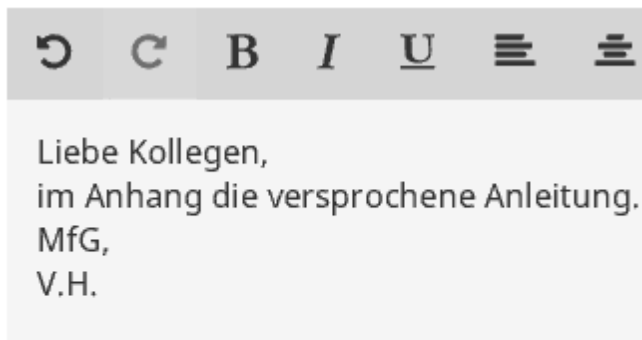 B I U
Liebe Kollegen,
im Anhang die versprochene Anleitung.
MfG,
V.H.